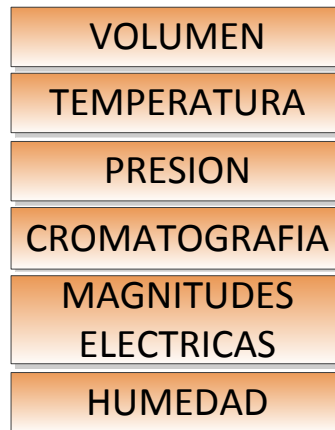 VOLUMEN
TEMPERATURA
PRESION
CROMATOGRAFIA
MAGNITUDES
ELECTRICAS
HUMEDAD